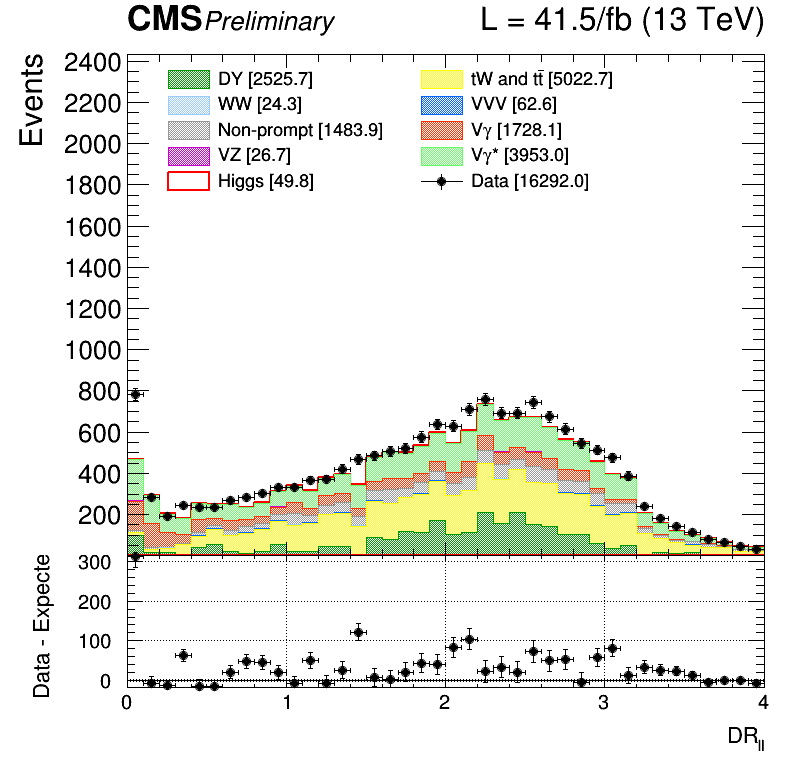 CMS Preliminary L = 41.5/fb (13 TeV)
Events
2400
2200
2000
1800
1600
1400
1200
1000
800
600
400
200
DY [2525.7]
WW [24.3]
Non-prompt [1483.9]
VZ [26.7]
Higgs [49.8]
tW and tt̄ [5022.7]
VVV [62.6]
Vγ [1728.1]
Vγ* [3953.0]
Data [16292.0]
Data - Expecte
300
200
100
0
0 1 2 3 4
DR_ll